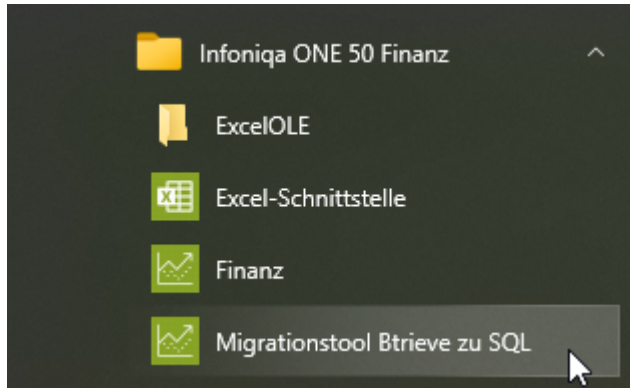 Infoniqa ONE 50 Finanz
ExcelOLE
Excel-Schnittstelle
Finanz
Migrationstool Btrieve zu SQL